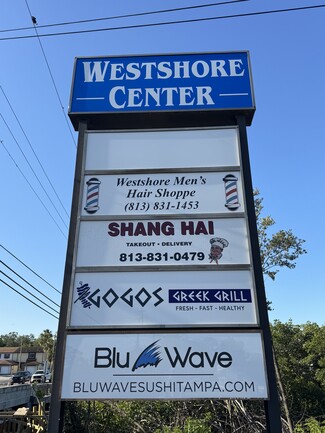 WESTSHORE
CENTER
Westshore Men's
Hair Shoppe
(813) 831-1453
SHANG HAI
TAKEOUT • DELIVERY
813-831-0479
GOGOS GREEK GRILL
FRESH - FAST - HEALTHY
Blu Wave
BLUWAVESUSHITAMPA.COM